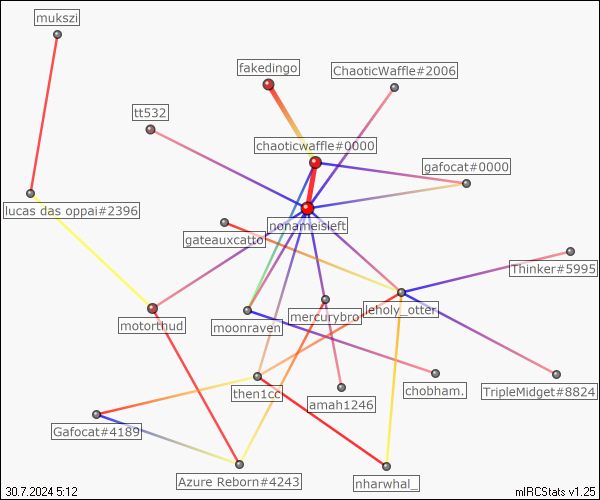 mukszi
fakedingo
ChaoticWaffle#2006
tt532
chaoticwaffle#0000
gafocat#0000
lucas das oppai#2396
nonameisleft
gateauxcatto
Thinker#5995
leholy_otter
mercurybro
motorthud
moonraven
chobham.
TripleMidget#8824
then1cc
amah1246
Gafocat#4189
Azure Reborn#4243
nharwhal_
30.7.2024 5:12
mIRCStats v1.25